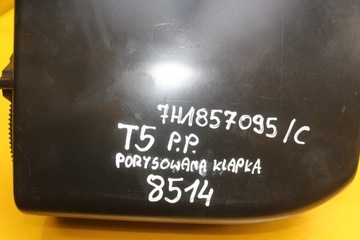 7H1857095/C
T5 P.P.
PORYSOWANA KLAPKA
8514